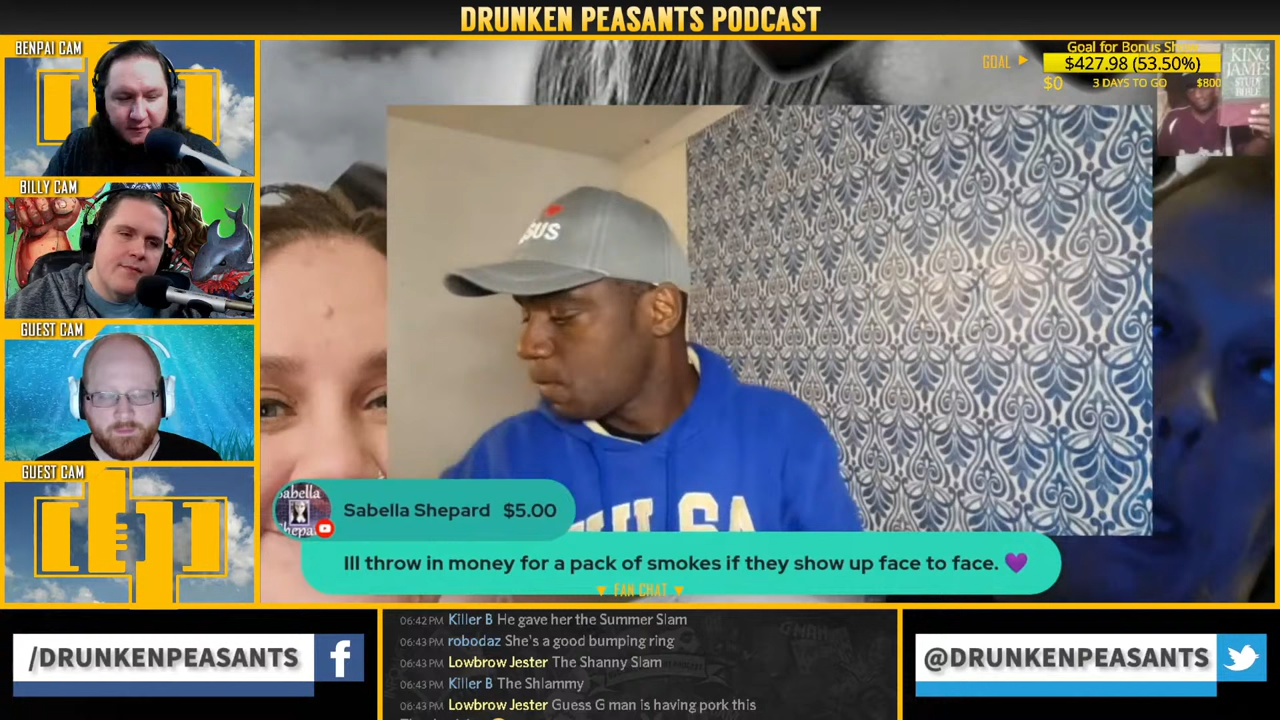 DRUNKEN PEASANTS PODCAST
BENPAI CAM
BILLY CAM
GUEST CAM
GUEST CAM
Goal for Bonus Show
GOAL ▶
$427.98 (53.50%)
$0 3 DAYS TO GO $800
KING
JAMES
STUDY
BIBLE
SUS
TULSA
Sabella Shepard $5.00
Ill throw in money for a pack of smokes if they show up face to face. 💜
▼ FAN CHAT ▼
06:42 PM Killer B He gave her the Summer Slam
06:43 PM robodaz She's a good bumping ring
06:43 PM Lowbrow Jester The Shanny Slam
06:43 PM Killer B The Shlammy
06:43 PM Lowbrow Jester Guess G man is having pork this
/DRUNKENPEASANTS f
@DRUNKENPEASANTS